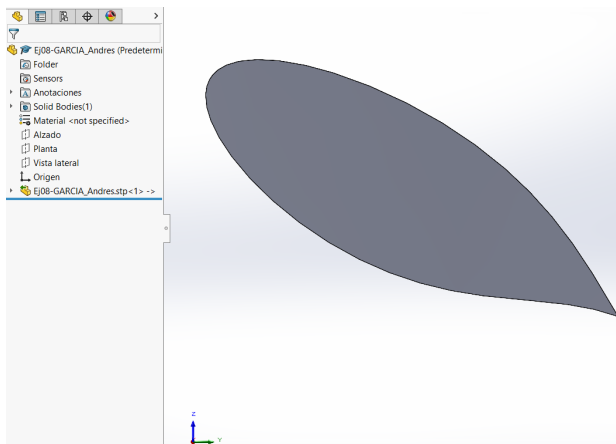 Ej08-GARCIA_Andres (Predetermi
Folder
Sensors
Anotaciones
Solid Bodies(1)
Material <not specified>
Alzado
Planta
Vista lateral
Origen
Ej08-GARCIA_Andres.stp<1> ->
Z
Y